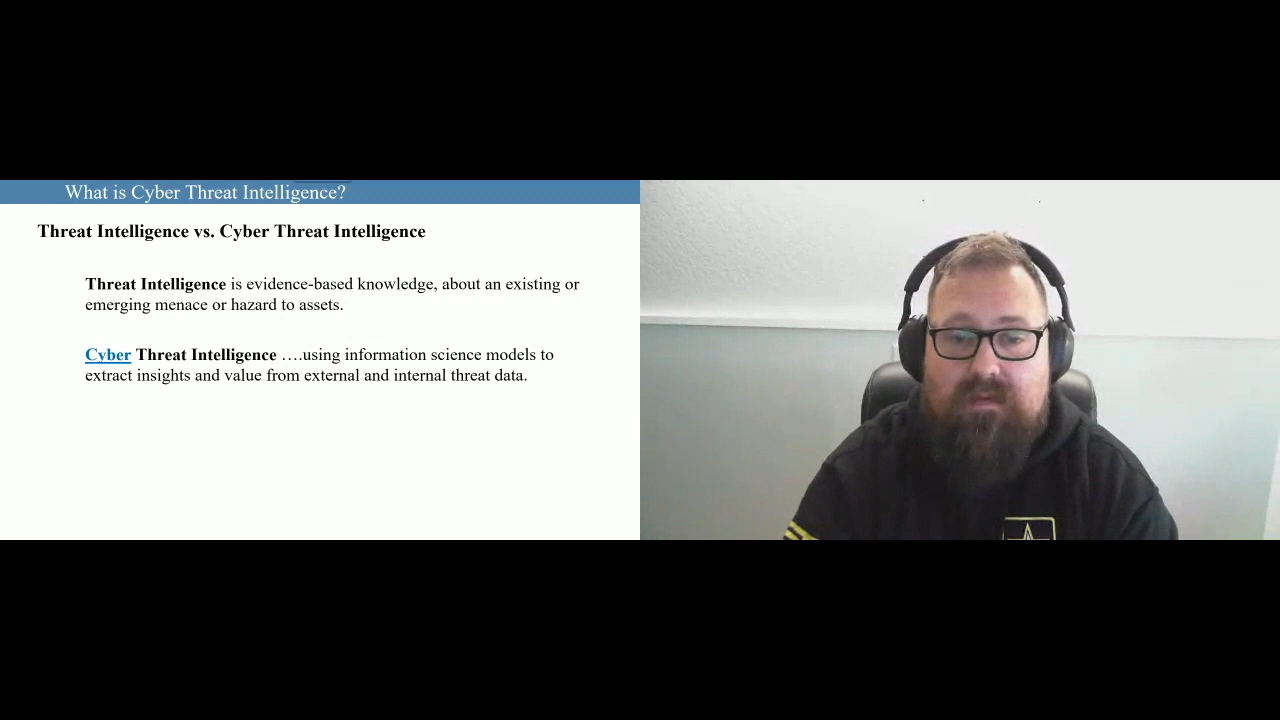 What is Cyber Threat Intelligence?
Threat Intelligence vs. Cyber Threat Intelligence
Threat Intelligence is evidence-based knowledge, about an existing or
emerging menace or hazard to assets.
Cyber Threat Intelligence ….using information science models to
extract insights and value from external and internal threat data.